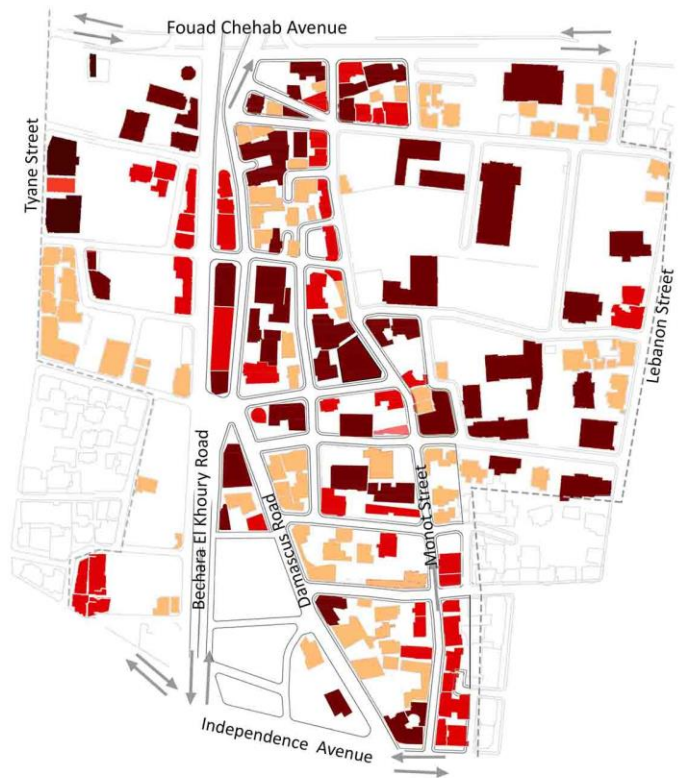 Fouad Chehab Avenue
Tyane Street
Lebanon Street
Bechara El Khoury Road
Damascus Road
Monot Street
Independence Avenue